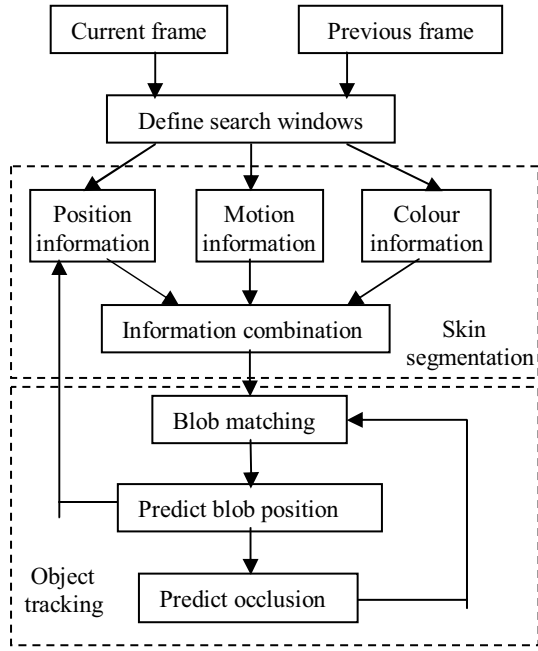 Current frame
Previous frame
Define search windows
Position
information
Motion
information
Colour
information
Information combination
Skin
segmentation
Blob matching
Predict blob position
Object
tracking
Predict occlusion